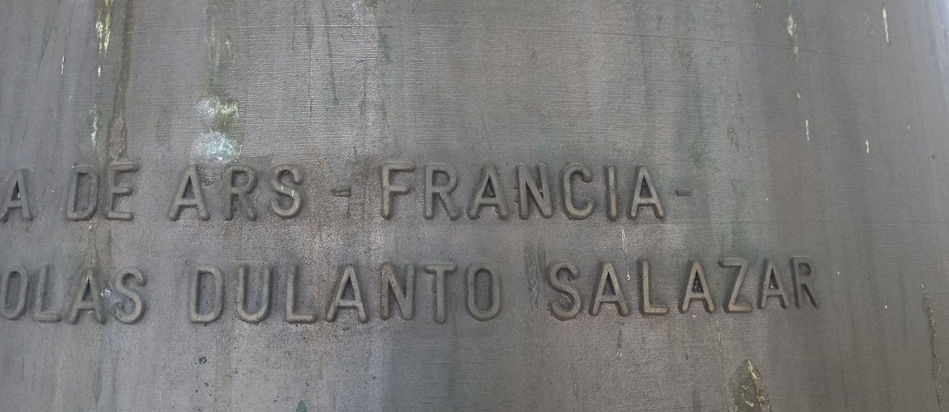 A DE ARS - FRANCIA -
OLAS DULANTO SALAZAR